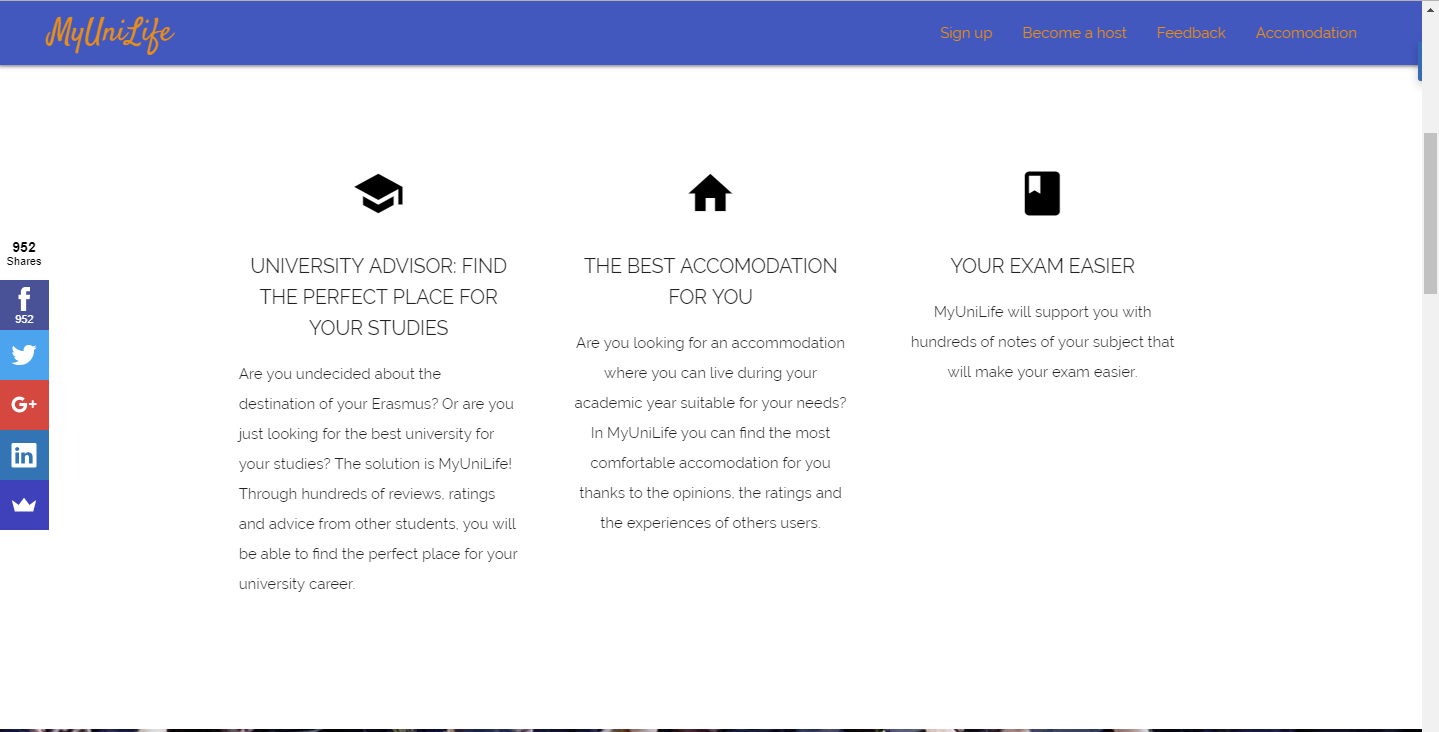 MyUniLife
Sign up
Become a host
Feedback
Accomodation
952
Shares
952
UNIVERSITY ADVISOR: FIND
THE PERFECT PLACE FOR
YOUR STUDIES
Are you undecided about the
destination of your Erasmus? Or are you
just looking for the best university for
your studies? The solution is MyUniLife!
Through hundreds of reviews, ratings
and advice from other students, you will
be able to find the perfect place for your
university career.
THE BEST ACCOMODATION
FOR YOU
Are you looking for an accommodation
where you can live during your
academic year suitable for your needs?
In MyUniLife you can find the most
comfortable accomodation for you
thanks to the opinions, the ratings and
the experiences of others users.
YOUR EXAM EASIER
MyUniLife will support you with
hundreds of notes of your subject that
will make your exam easier.